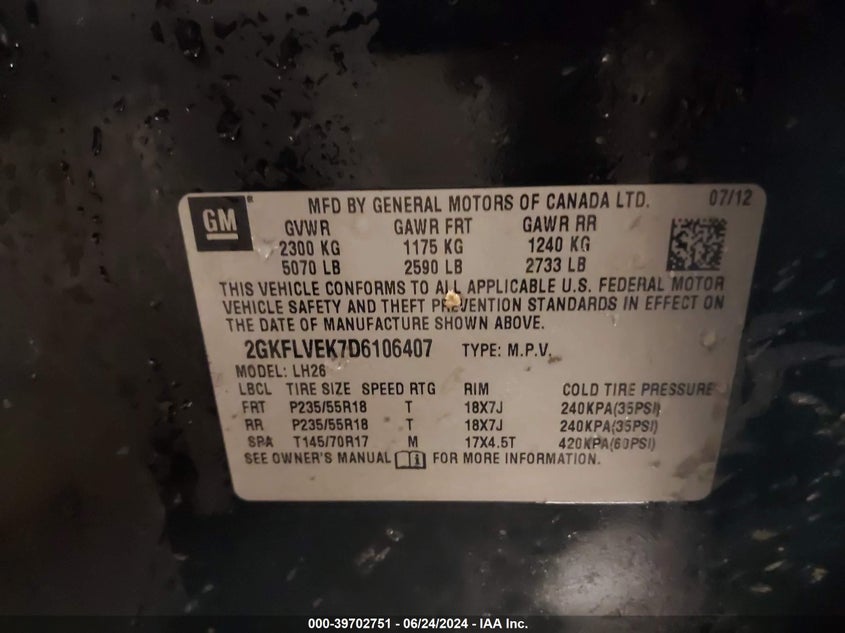 GM ® MFD BY GENERAL MOTORS OF CANADA LTD. 07/12
GVWR GAWR FRT GAWR RR
2300 KG 1175 KG 1240 KG
5070 LB 2590 LB 2733 LB
THIS VEHICLE CONFORMS TO ALL APPLICABLE U.S. FEDERAL MOTOR
VEHICLE SAFETY AND THEFT PREVENTION STANDARDS IN EFFECT ON
THE DATE OF MANUFACTURE SHOWN ABOVE.
2GKFLVEK7D6106407 TYPE: M.P.V.
MODEL: LH26
LBCL TIRE SIZE SPEED RTG RIM COLD TIRE PRESSURE
FRT P235/55R18 T 18X7J 240KPA(35PSI)
RR P235/55R18 T 18X7J 240KPA(35PSI)
SPA T145/70R17 M 17X4.5T 420KPA(60PSI)
SEE OWNER'S MANUAL FOR MORE INFORMATION.
000-39702751 - 06/24/2024 - IAA Inc.